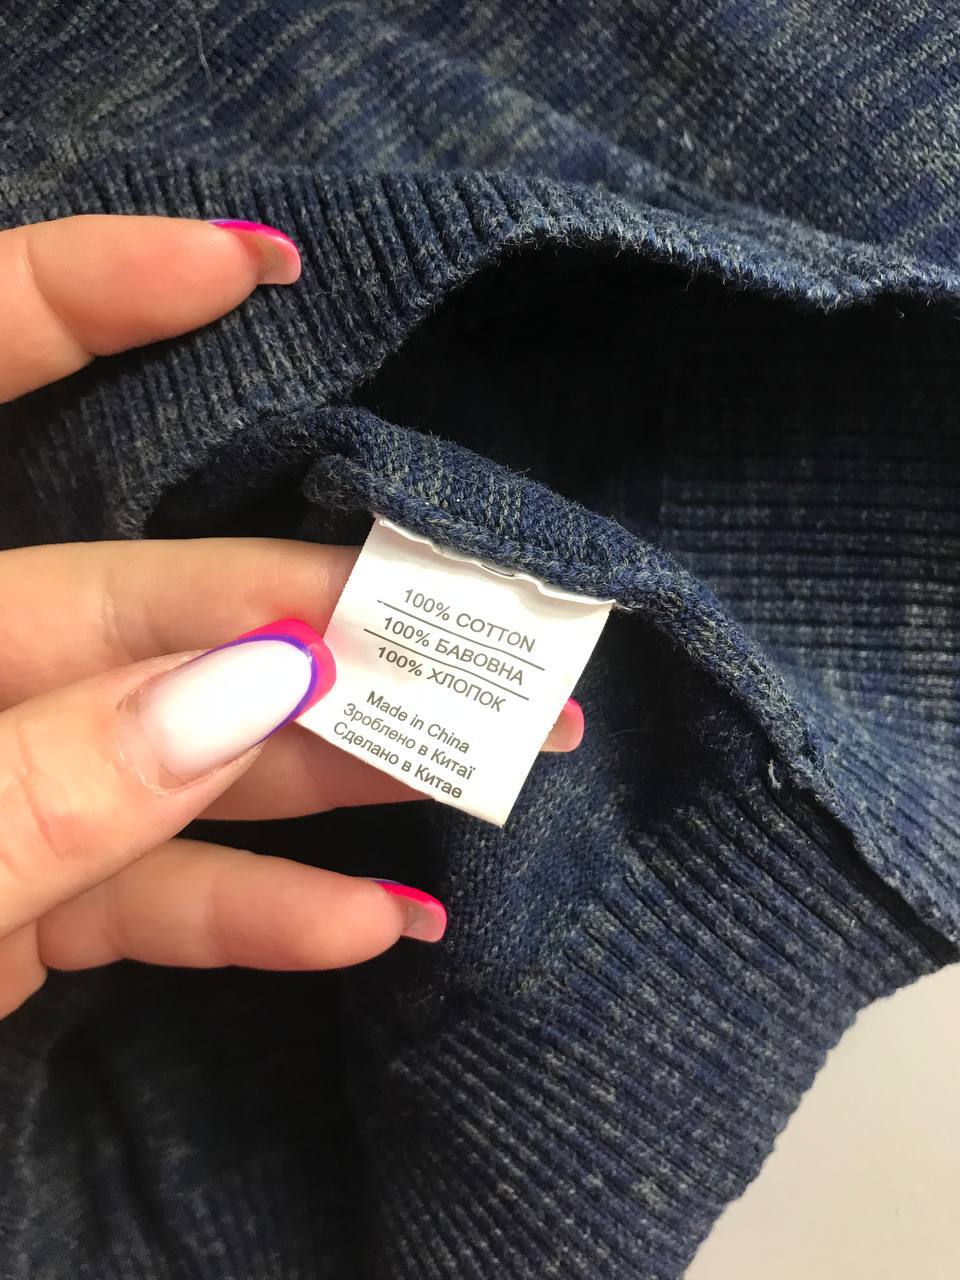 100% COTTON
100% БАВОВНА
100% ХЛОПОК
Made in China
Зроблено в Китаї
Сделано в Китае